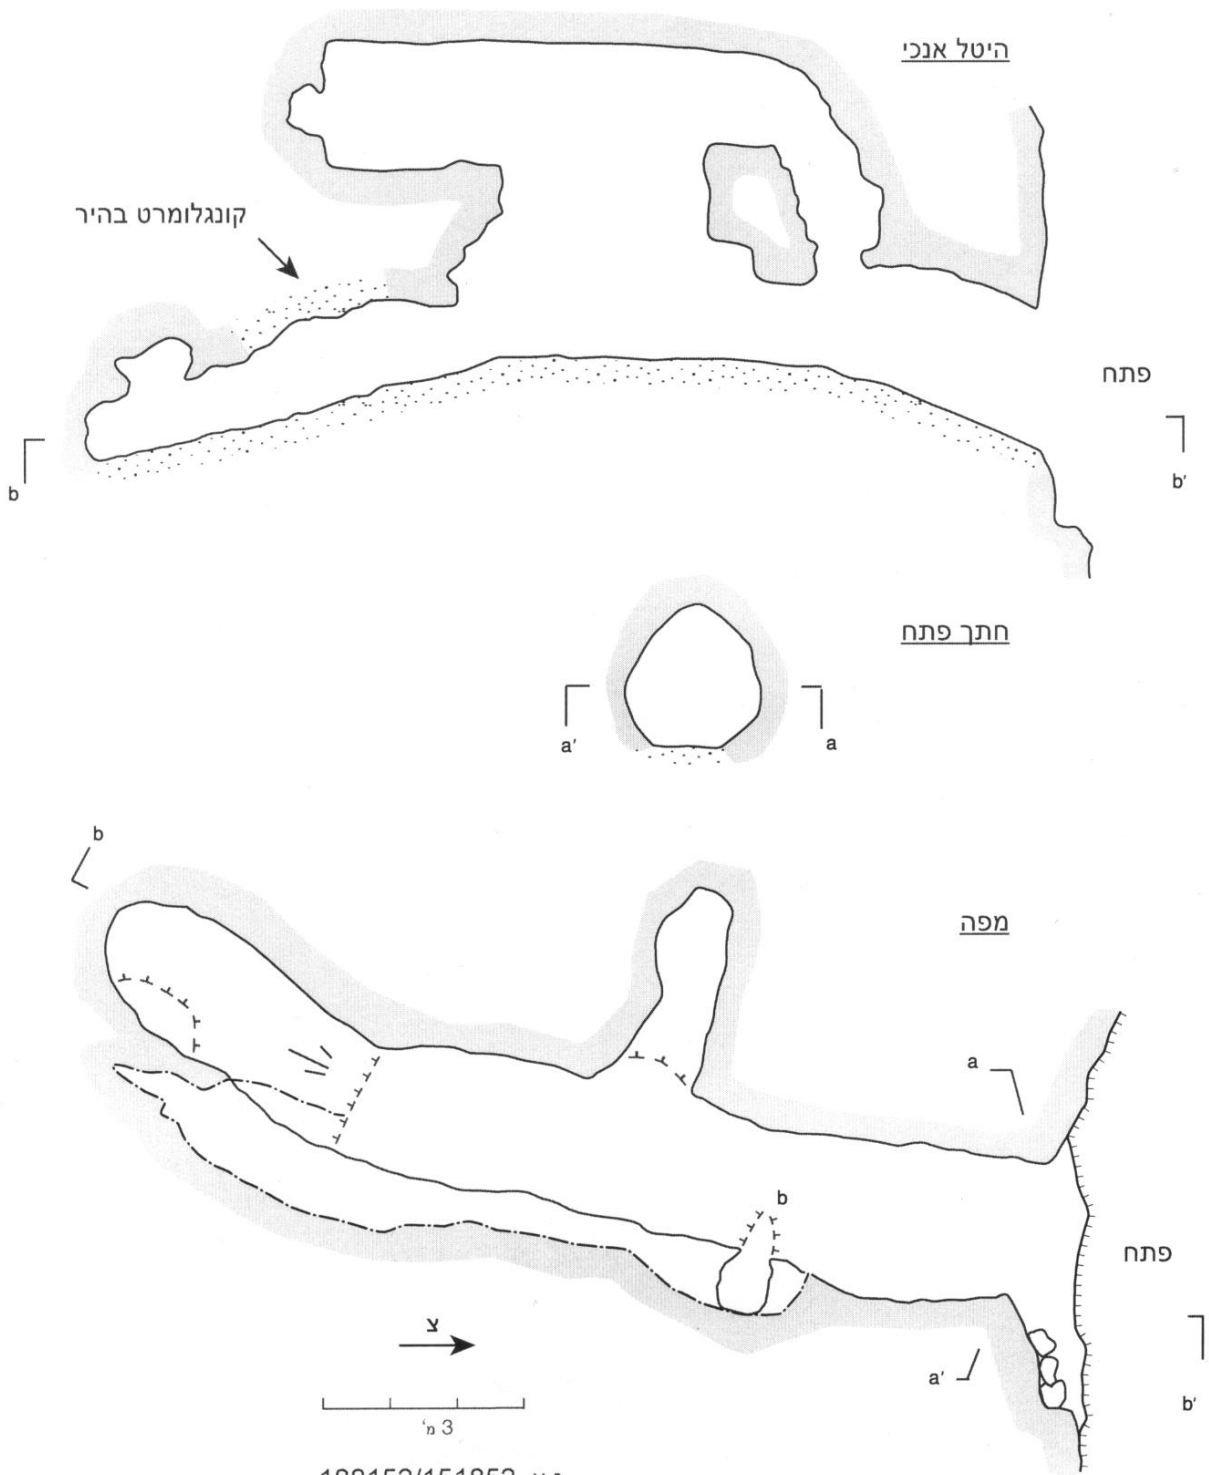 היטל אנכי
קונגלומרט בהיר
פתח
b
b'
חתך פתח
a'
a
b
מפה
a
b
פתח
צ
a'
b'
3 מ'